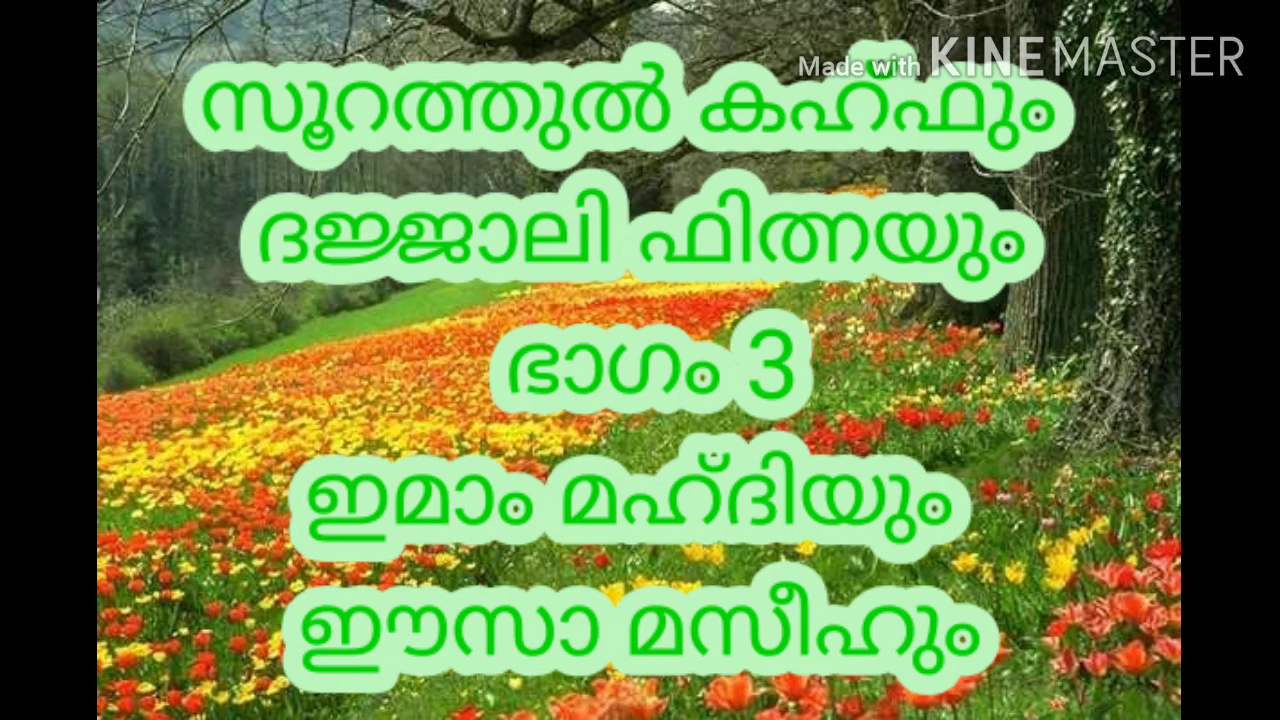 Made with KINEMASTER
സൂറത്തുൽ കഹ്ഫും
ദജ്ജാലി ഫിത്നയും
ഭാഗം 3
ഇമാം മഹ്ദിയും
ഈസാ മസീഹും